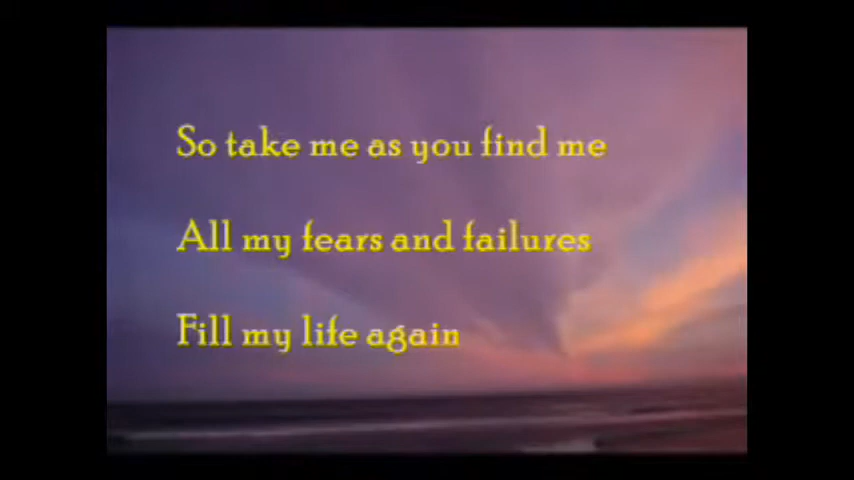 So take me as you find me
All my fears and failures
Fill my life again